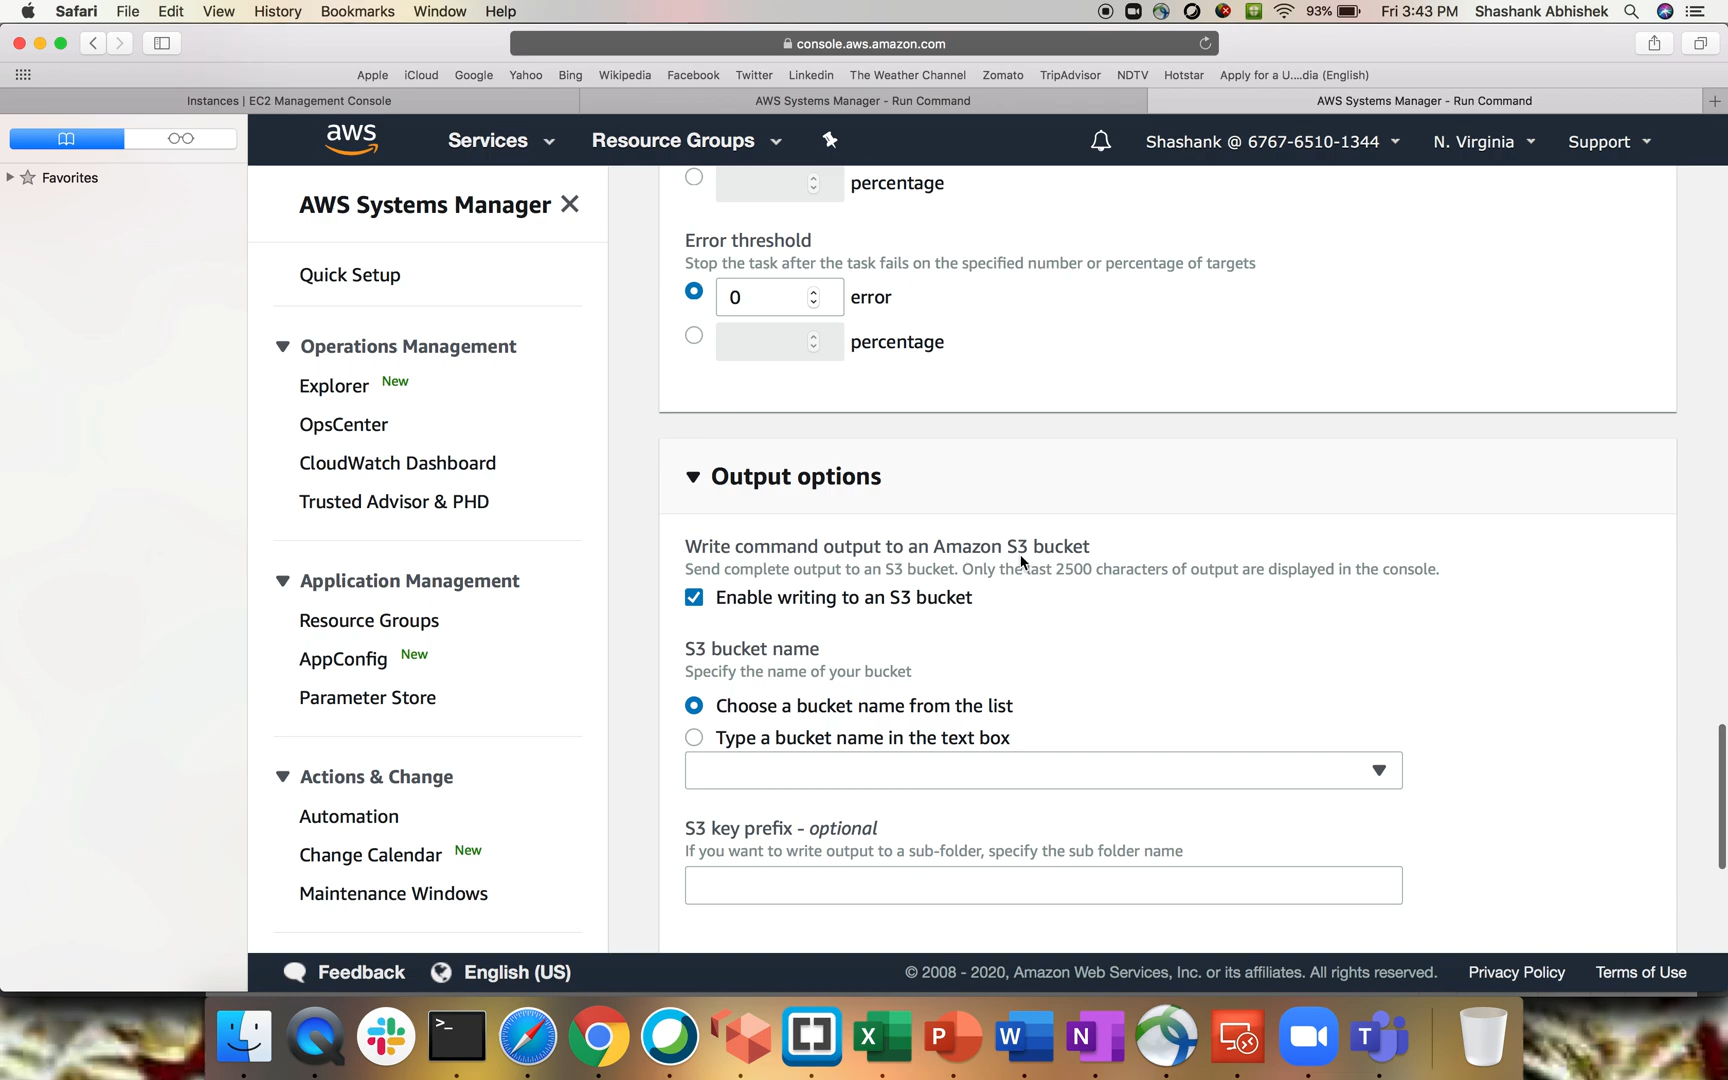 Safari File Edit View History Bookmarks Window Help 93% Fri 3:43 PM Shashank Abhishek
console.aws.amazon.com
Apple iCloud Google Yahoo Bing Wikipedia Facebook Twitter Linkedin The Weather Channel Zomato TripAdvisor NDTV Hotstar Apply for a U....dia (English)
Instances | EC2 Management Console AWS Systems Manager - Run Command AWS Systems Manager - Run Command
aws Services Resource Groups Shashank @ 6767-6510-1344 N. Virginia Support
Favorites
AWS Systems Manager
Quick Setup
Operations Management
Explorer New
OpsCenter
CloudWatch Dashboard
Trusted Advisor & PHD
Application Management
Resource Groups
AppConfig New
Parameter Store
Actions & Change
Automation
Change Calendar New
Maintenance Windows
percentage
Error threshold
Stop the task after the task fails on the specified number or percentage of targets
0 error
percentage
Output options
Write command output to an Amazon S3 bucket
Send complete output to an S3 bucket. Only the last 2500 characters of output are displayed in the console.
Enable writing to an S3 bucket
S3 bucket name
Specify the name of your bucket
Choose a bucket name from the list
Type a bucket name in the text box
S3 key prefix - optional
If you want to write output to a sub-folder, specify the sub folder name
Feedback English (US) © 2008 - 2020, Amazon Web Services, Inc. or its affiliates. All rights reserved. Privacy Policy Terms of Use
X P W N T